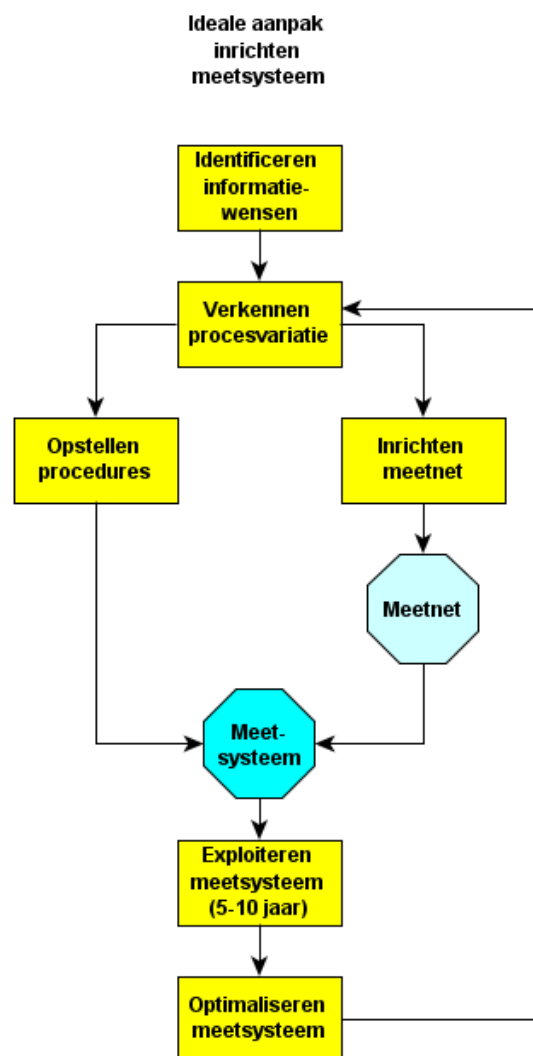 Ideale aanpak
inrichten
meetsysteem
Identificeren
informatie-
wensen
Verkennen
procesvariatie
Opstellen
procedures
Inrichten
meetnet
Meetnet
Meet-
systeem
Exploiteren
meetsysteem
(5-10 jaar)
Optimaliseren
meetsysteem